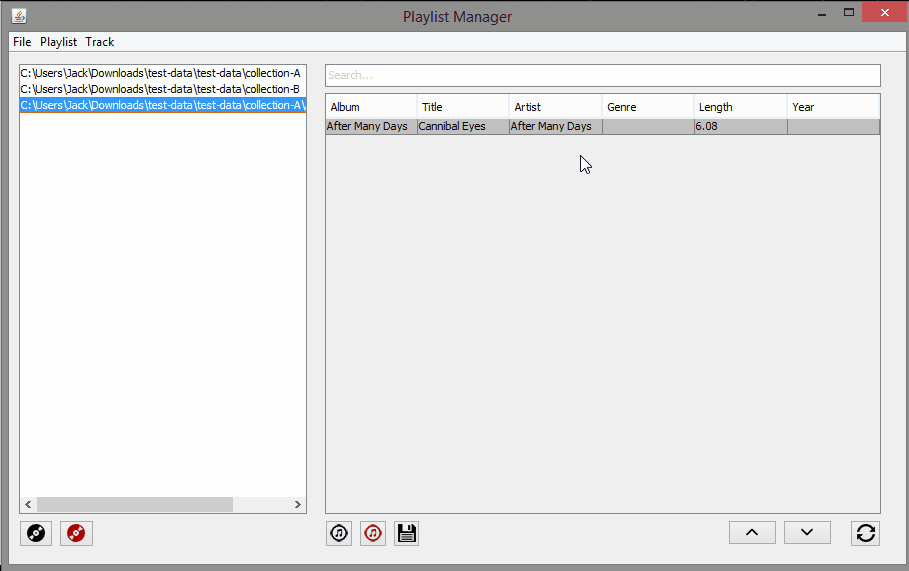 Playlist Manager
File Playlist Track
C:\Users\Jack\Downloads\test-data\test-data\collection-A
C:\Users\Jack\Downloads\test-data\test-data\collection-B
C:\Users\Jack\Downloads\test-data\test-data\collection-A\
Search...
Album Title Artist Genre Length Year
After Many Days Cannibal Eyes After Many Days 6.08